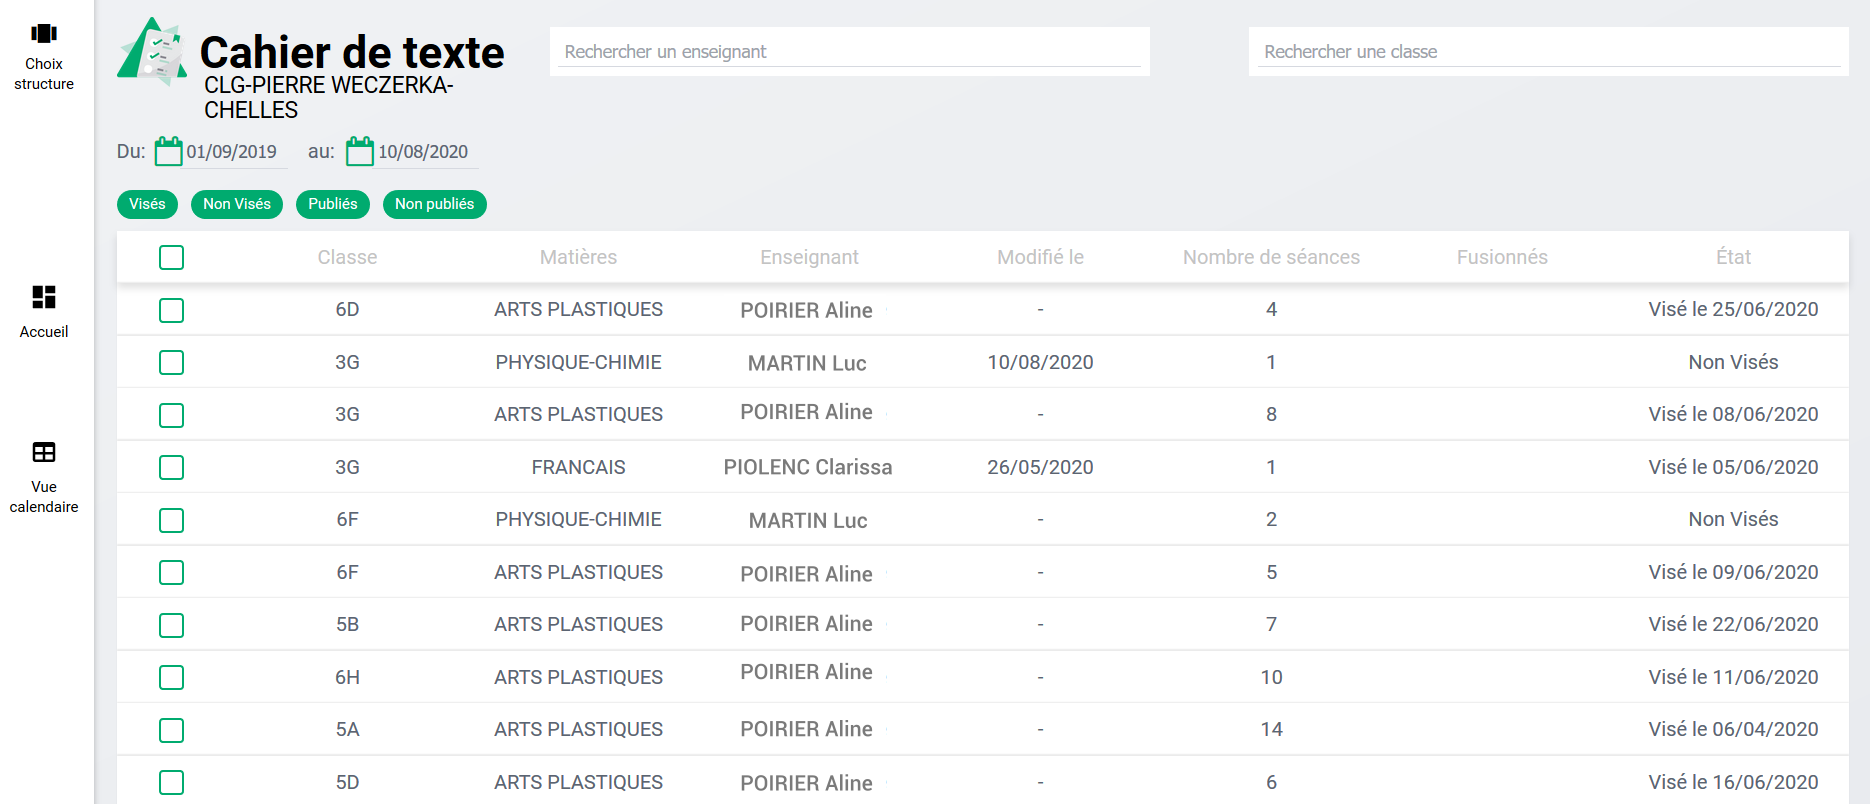 Choix
structure
Accueil
Vue
calendaire
Cahier de texte
CLG-PIERRE WECZERKA-
CHELLES
Rechercher un enseignant
Rechercher une classe
Du: 01/09/2019 au: 10/08/2020
Visés Non Visés Publiés Non publiés
Classe Matières Enseignant Modifié le Nombre de séances Fusionnés État
6D ARTS PLASTIQUES POIRIER Aline - 4 Visé le 25/06/2020
3G PHYSIQUE-CHIMIE MARTIN Luc 10/08/2020 1 Non Visés
3G ARTS PLASTIQUES POIRIER Aline - 8 Visé le 08/06/2020
3G FRANCAIS PIOLENC Clarissa 26/05/2020 1 Visé le 05/06/2020
6F PHYSIQUE-CHIMIE MARTIN Luc - 2 Non Visés
6F ARTS PLASTIQUES POIRIER Aline - 5 Visé le 09/06/2020
5B ARTS PLASTIQUES POIRIER Aline - 7 Visé le 22/06/2020
6H ARTS PLASTIQUES POIRIER Aline - 10 Visé le 11/06/2020
5A ARTS PLASTIQUES POIRIER Aline - 14 Visé le 06/04/2020
5D ARTS PLASTIQUES POIRIER Aline - 6 Visé le 16/06/2020